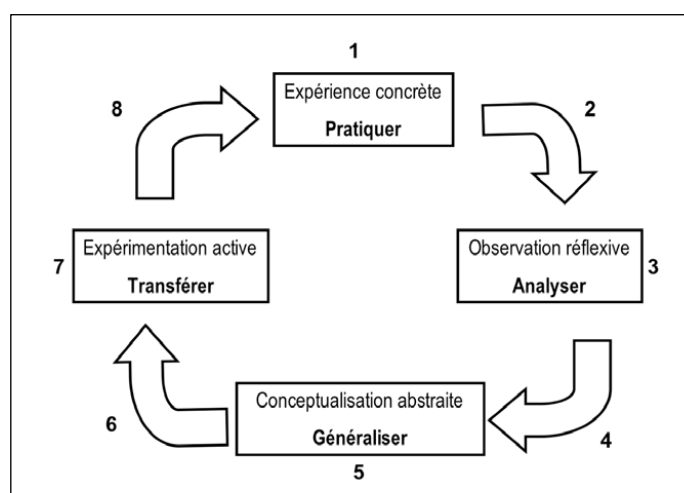 1
Expérience concrète
Pratiquer
2
8
Observation réflexive
Analyser
3
Expérimentation active
Transférer
7
4
Conceptualisation abstraite
Généraliser
5
6